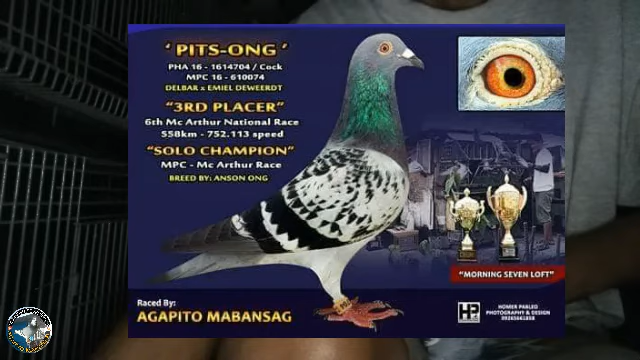 ‘ PITS-ONG ’
PHA 16 - 1614704 / Cock
MPC 16 - 610074
DELBAR x EMIEL DEWEERDT
“3RD PLACER”
6th Mc Arthur National Race
558km - 752.113 speed
“SOLO CHAMPION”
MPC - Mc Arthur Race
BREED BY: ANSON ONG
“MORNING SEVEN LOFT”
Raced By:
AGAPITO MABANSAG
HP
HOMER PABLEO
PHOTOGRAPHY & DESIGN
09265661858